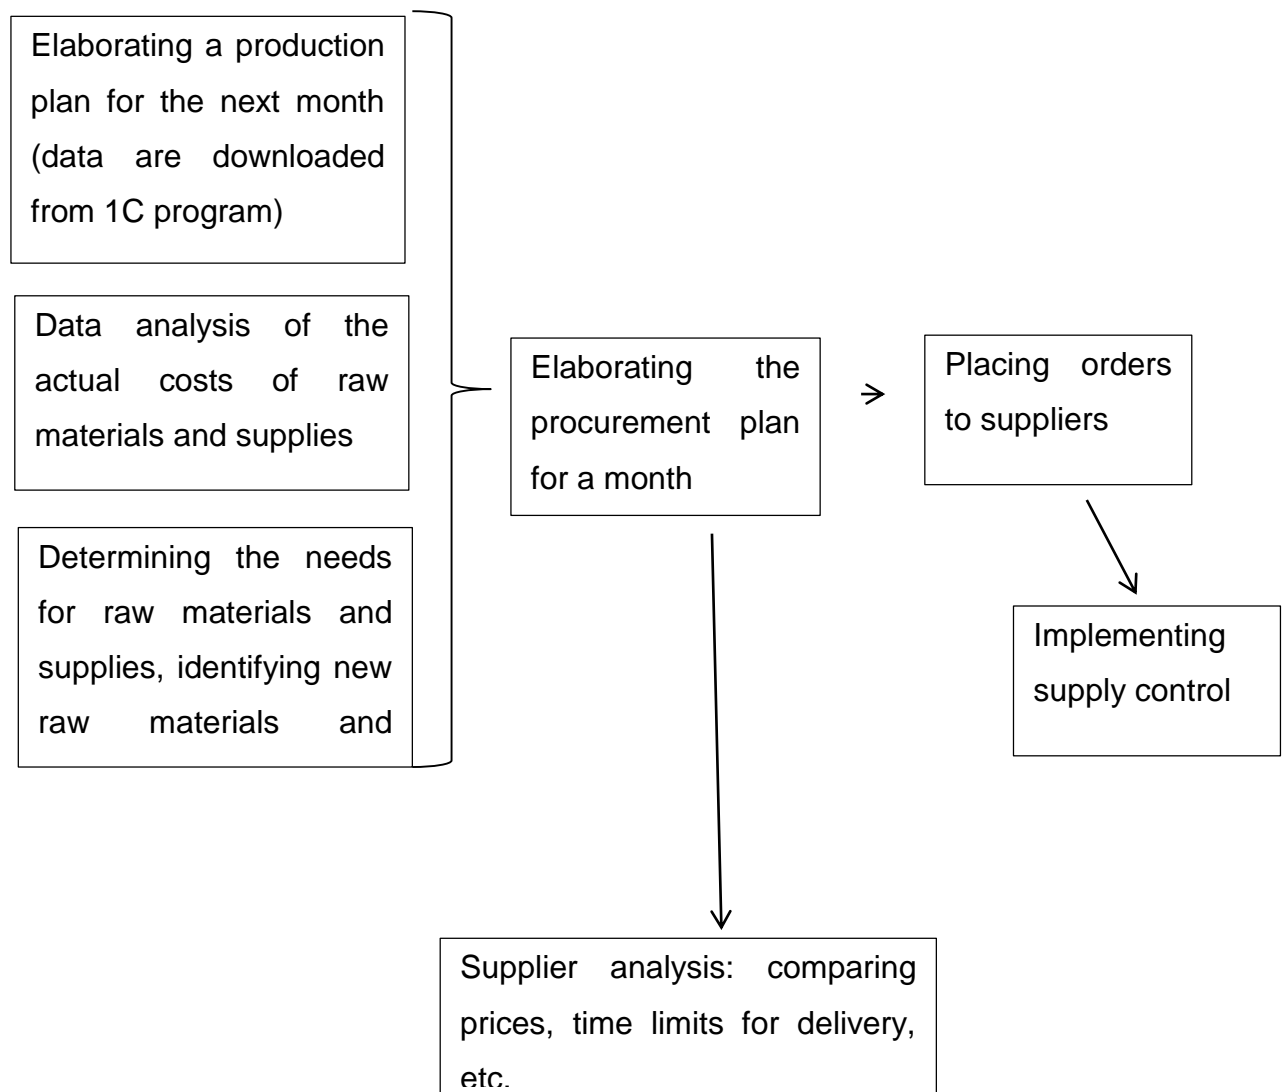 Elaborating a production
plan for the next month
(data are downloaded
from 1C program)
Data analysis of the
actual costs of raw
materials and supplies
Determining the needs
for raw materials and
supplies, identifying new
raw materials and
Elaborating the
procurement plan
for a month
Placing orders
to suppliers
Implementing
supply control
Supplier analysis: comparing
prices, time limits for delivery,
etc.